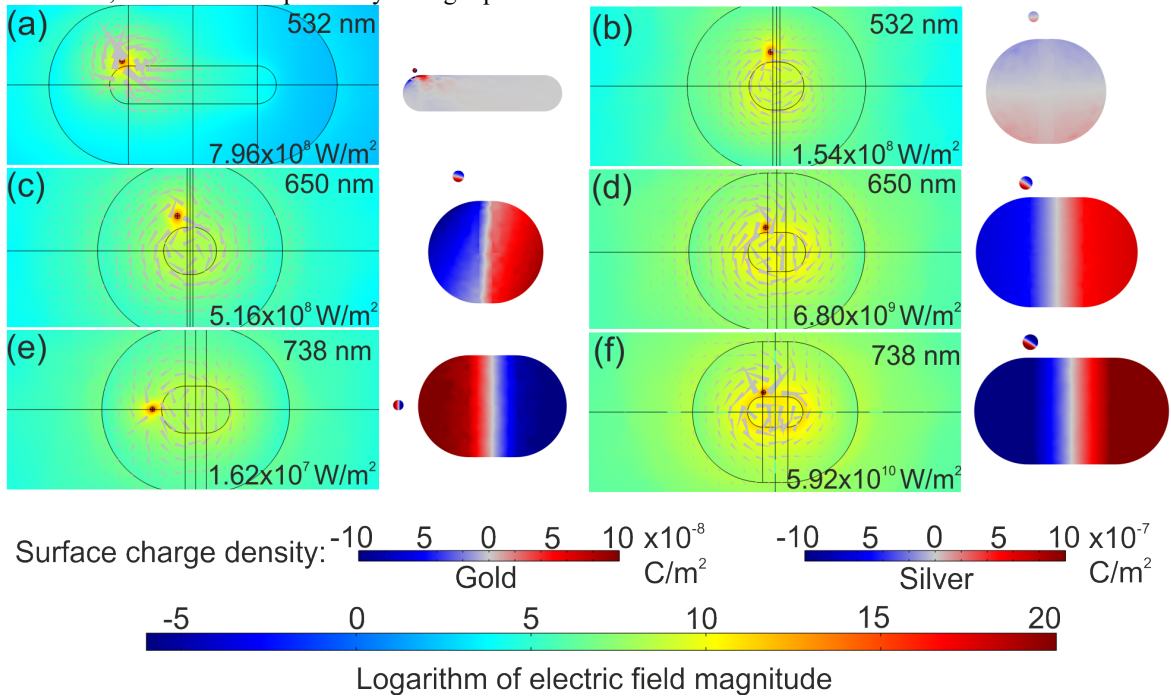 (a) 532 nm
7.96x10⁸ W/m²
(b) 532 nm
1.54x10⁸ W/m²
(c) 650 nm
5.16x10⁸ W/m²
(d) 650 nm
6.80x10⁹ W/m²
(e) 738 nm
1.62x10⁷ W/m²
(f) 738 nm
5.92x10¹⁰ W/m²
Surface charge density: -10 5 0 5 10 x10⁻⁸
Gold C/m²
-10 5 0 5 10 x10⁻⁷
Silver C/m²
-5 0 5 10 15 20
Logarithm of electric field magnitude